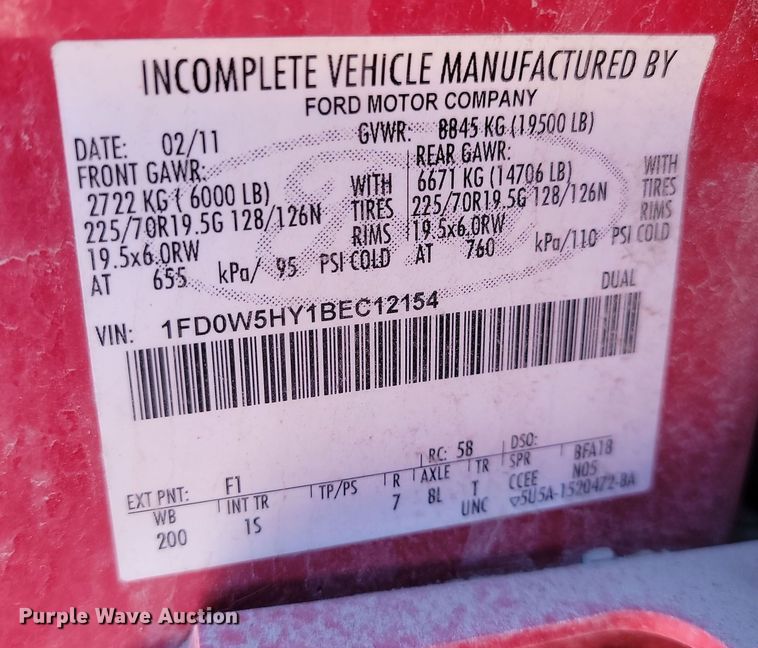 INCOMPLETE VEHICLE MANUFACTURED BY
FORD MOTOR COMPANY
DATE: 02/11 GVWR: 8845 KG (19500 LB)
FRONT GAWR: REAR GAWR:
2722 KG ( 6000 LB) WITH 6671 KG (14706 LB) WITH
225/70R19.5G 128/126N TIRES 225/70R19.5G 128/126N TIRES
19.5x6.0RW RIMS 19.5x6.0RW RIMS
AT 655 kPa/ 95 PSI COLD AT 760 kPa/110 PSI COLD
DUAL
VIN: 1FD0W5HY1BEC12154
EXT PNT: F1 RC: 58 DSO:
WB INT TR TP/PS R AXLE TR SPR BFA18
200 1S 7 8L T CCEE N05
UNC 5U5A-1520472-BA
Purple Wave Auction